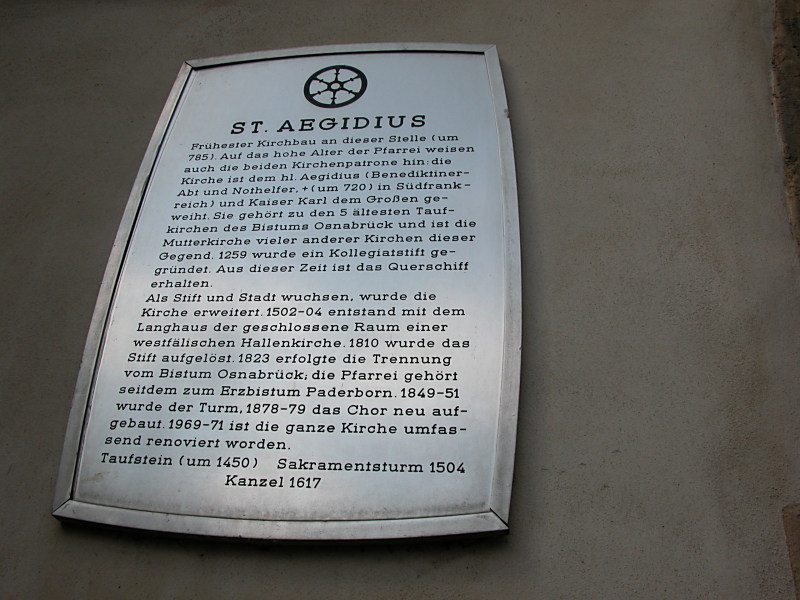 ST. AEGIDIUS
Frühester Kirchbau an dieser Stelle (um
785). Auf das hohe Alter der Pfarrei weisen
auch die beiden Kirchenpatrone hin: die
Kirche ist dem hl. Aegidius (Benediktiner-
Abt und Nothelfer, + (um 720) in Südfrank-
reich) und Kaiser Karl dem Großen ge-
weiht. Sie gehört zu den 5 ältesten Tauf-
kirchen des Bistums Osnabrück und ist die
Mutterkirche vieler anderer Kirchen dieser
Gegend. 1259 wurde ein Kollegiatstift ge-
gründet. Aus dieser Zeit ist das Querschiff
erhalten.
Als Stift und Stadt wuchsen, wurde die
Kirche erweitert. 1502-04 entstand mit dem
Langhaus der geschlossene Raum einer
westfälischen Hallenkirche. 1810 wurde das
Stift aufgelöst. 1823 erfolgte die Trennung
vom Bistum Osnabrück; die Pfarrei gehört
seitdem zum Erzbistum Paderborn. 1849-51
wurde der Turm, 1878-79 das Chor neu auf-
gebaut. 1969-71 ist die ganze Kirche umfas-
send renoviert worden.
Taufstein (um 1450) Sakramentsturm 1504
Kanzel 1617